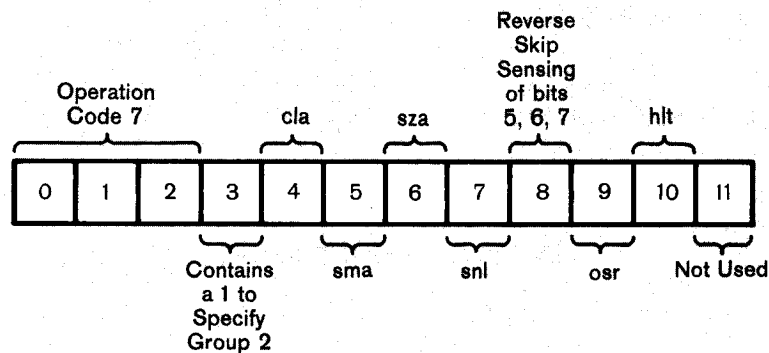 Reverse
Skip
Sensing
of bits
5, 6, 7
Operation
Code 7
cla
sza
hlt
0 1 2 3 4 5 6 7 8 9 10 11
Contains
a 1 to
Specify
Group 2
sma
snl
osr
Not Used